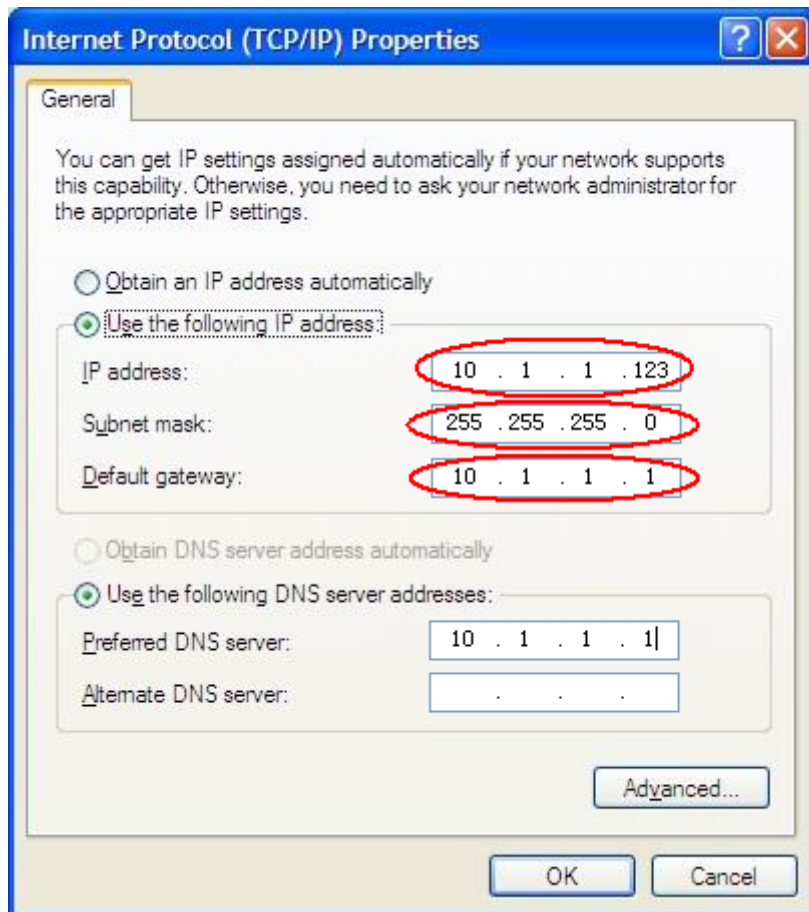 Internet Protocol (TCP/IP) Properties
?
General
You can get IP settings assigned automatically if your network supports
this capability. Otherwise, you need to ask your network administrator for
the appropriate IP settings.
Obtain an IP address automatically
Use the following IP address:
IP address: 10 . 1 . 1 . 123
Subnet mask: 255 . 255 . 255 . 0
Default gateway: 10 . 1 . 1 . 1
Obtain DNS server address automatically
Use the following DNS server addresses:
Preferred DNS server: 10 . 1 . 1 . 1
Alternate DNS server: . . .
Advanced...
OK Cancel